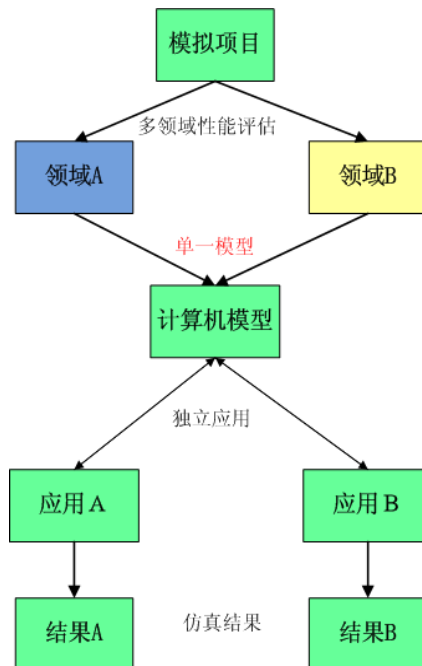 模拟项目
多领域性能评估
领域A
领域B
单一模型
计算机模型
独立应用
应用A
应用B
结果A
仿真结果
结果B